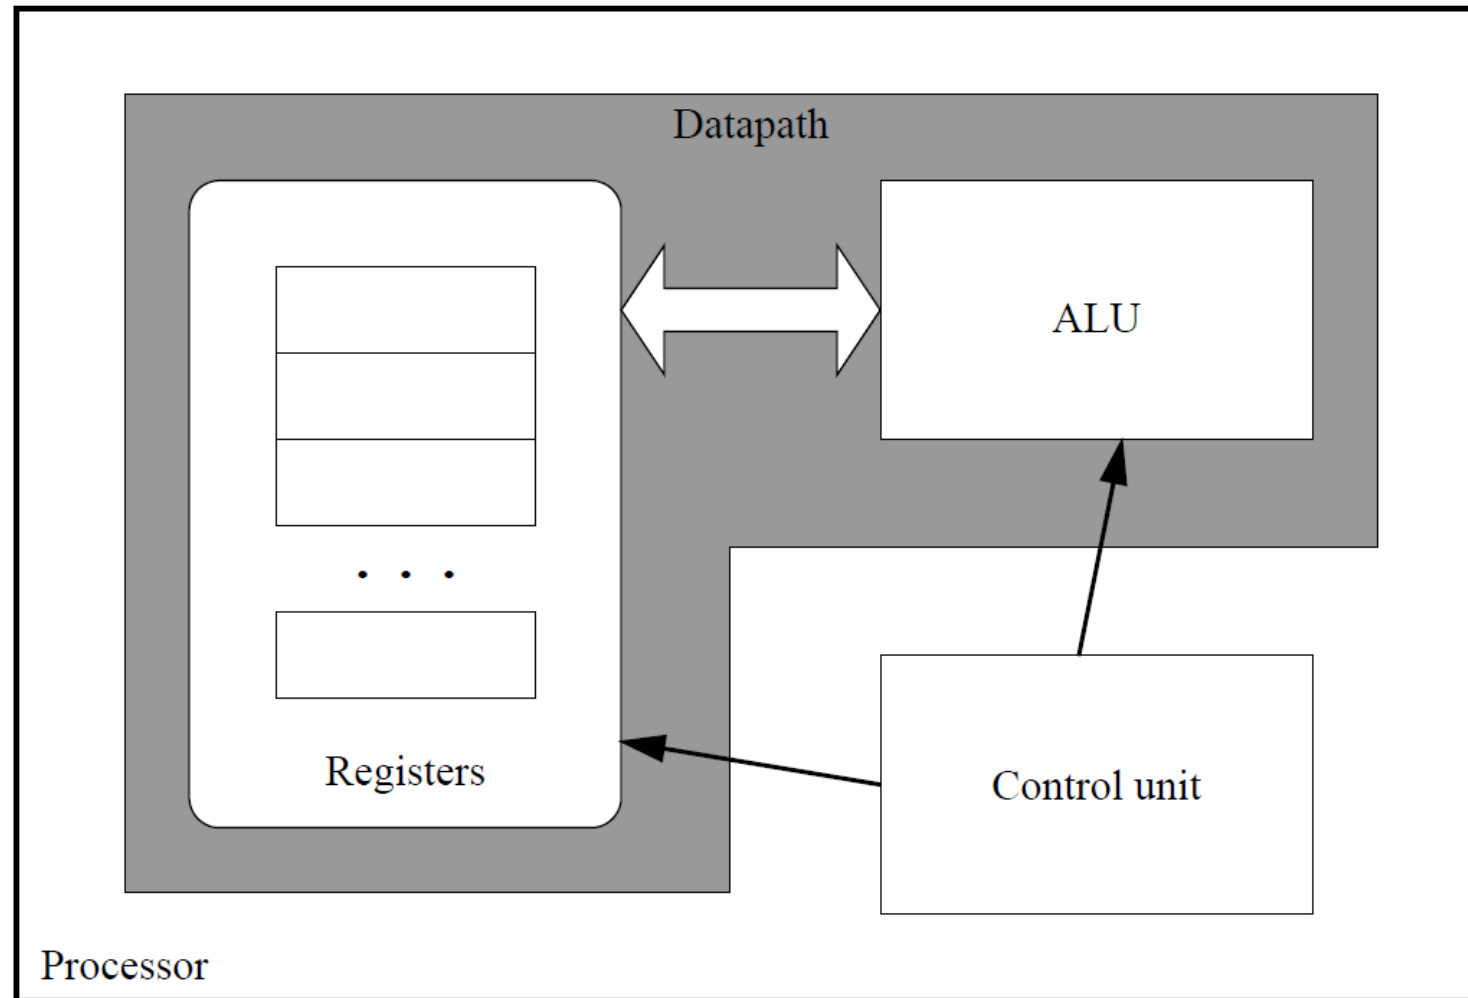 Datapath
ALU
. . .
Registers
Control unit
Processor